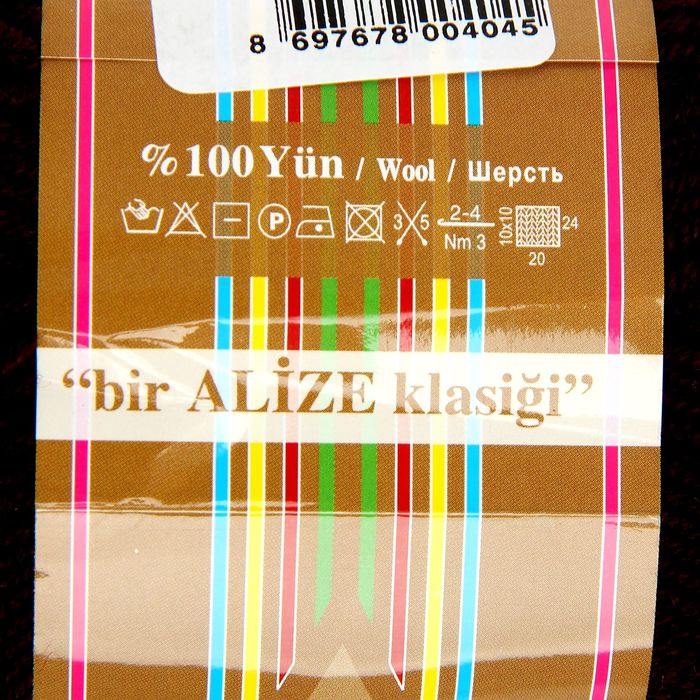 8 697678 004045
% 100 Yün / Wool / Шерсть
P 3 5 2-4 Nm 3 10x10 24 20
“bir ALİZE klasiği”